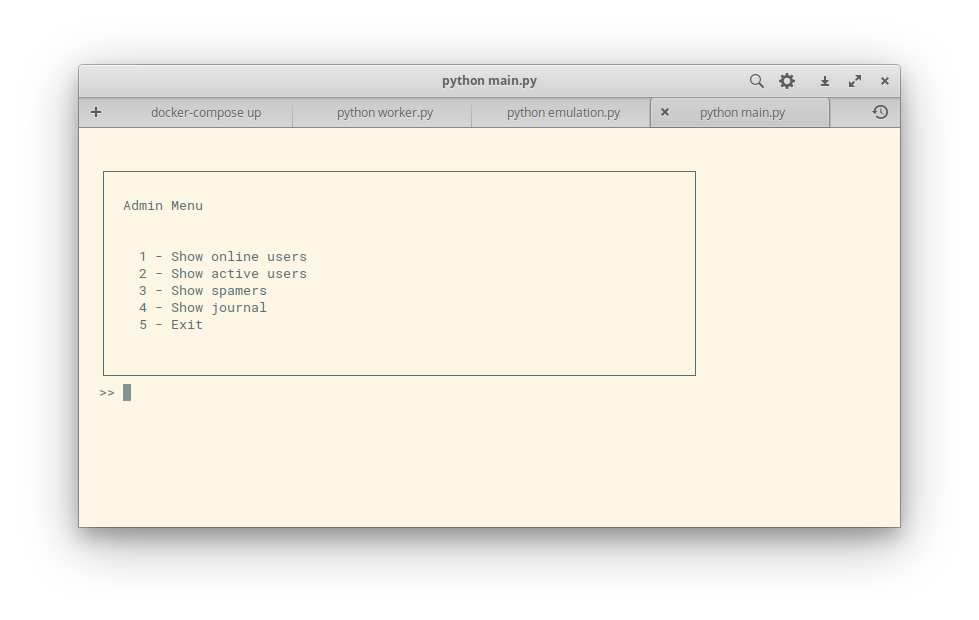 python main.py
docker-compose up
python worker.py
python emulation.py
python main.py
Admin Menu
1 - Show online users
2 - Show active users
3 - Show spamers
4 - Show journal
5 - Exit
>>